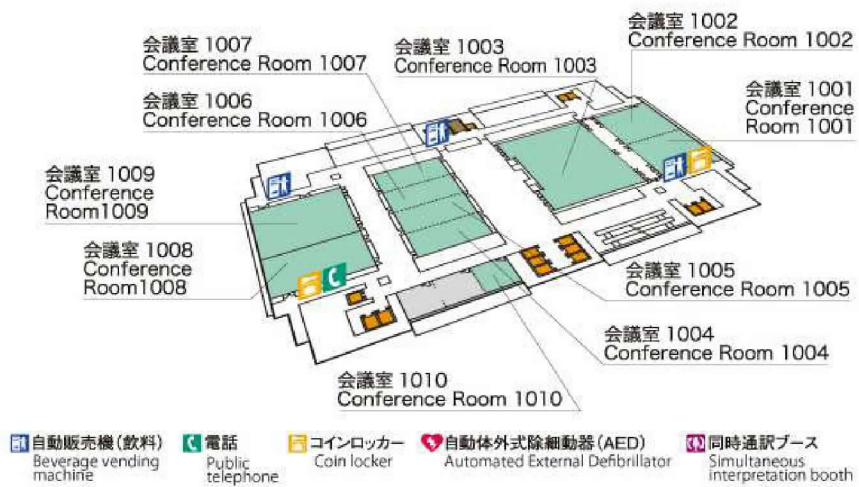 会議室 1002
Conference Room 1002
会議室 1007
Conference Room 1007
会議室 1003
Conference Room 1003
会議室 1001
Conference
Room 1001
会議室 1006
Conference Room 1006
会議室 1009
Conference
Room1009
会議室 1008
Conference
Room1008
会議室 1005
Conference Room 1005
会議室 1004
Conference Room 1004
会議室 1010
Conference Room 1010
自動販売機(飲料)
Beverage vending
machine
電話
Public
telephone
コインロッカー
Coin locker
自動体外式除細動器(AED)
Automated External Defibrillator
同時通訳ブース
Simultaneous
interpretation booth